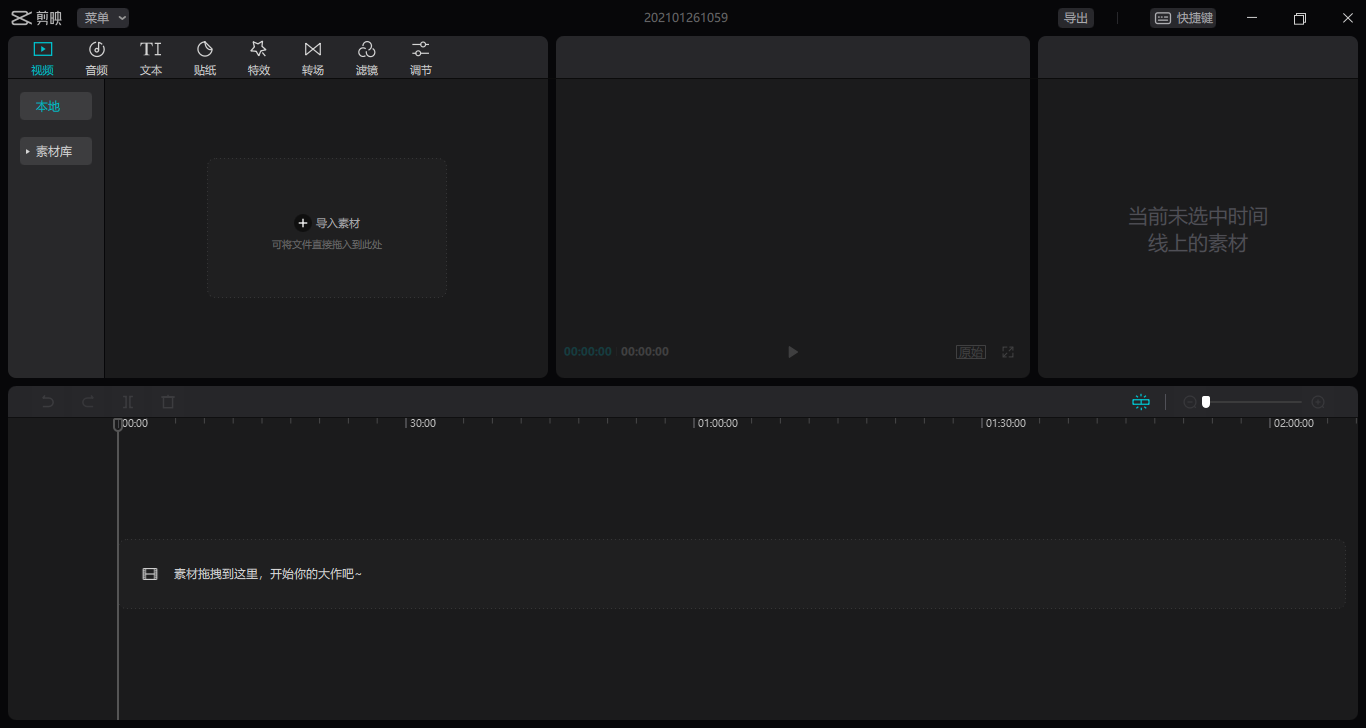 剪映
菜单
202101261059
导出
快捷键
视频
音频
文本
贴纸
特效
转场
滤镜
调节
本地
素材库
导入素材
可将文件直接拖入到此处
00:00:00
00:00:00
原始
当前未选中时间
线上的素材
00:00
30:00
01:00:00
01:30:00
02:00:00
素材拖拽到这里，开始你的大作吧~